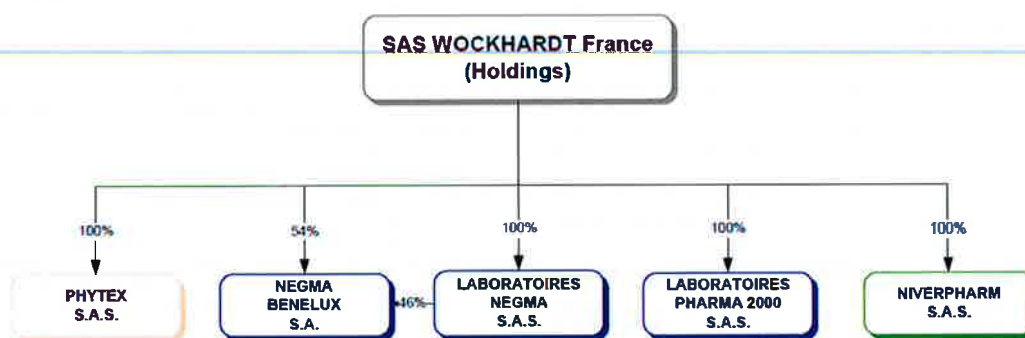 SAS WOCKHARDT France
(Holdings)
100%
54%
100%
100%
100%
PHYTEX
S.A.S.
NEGMA
BENELUX
S.A.
46%
LABORATOIRES
NEGMA
S.A.S.
LABORATOIRES
PHARMA 2000
S.A.S.
NIVERPHARM
S.A.S.